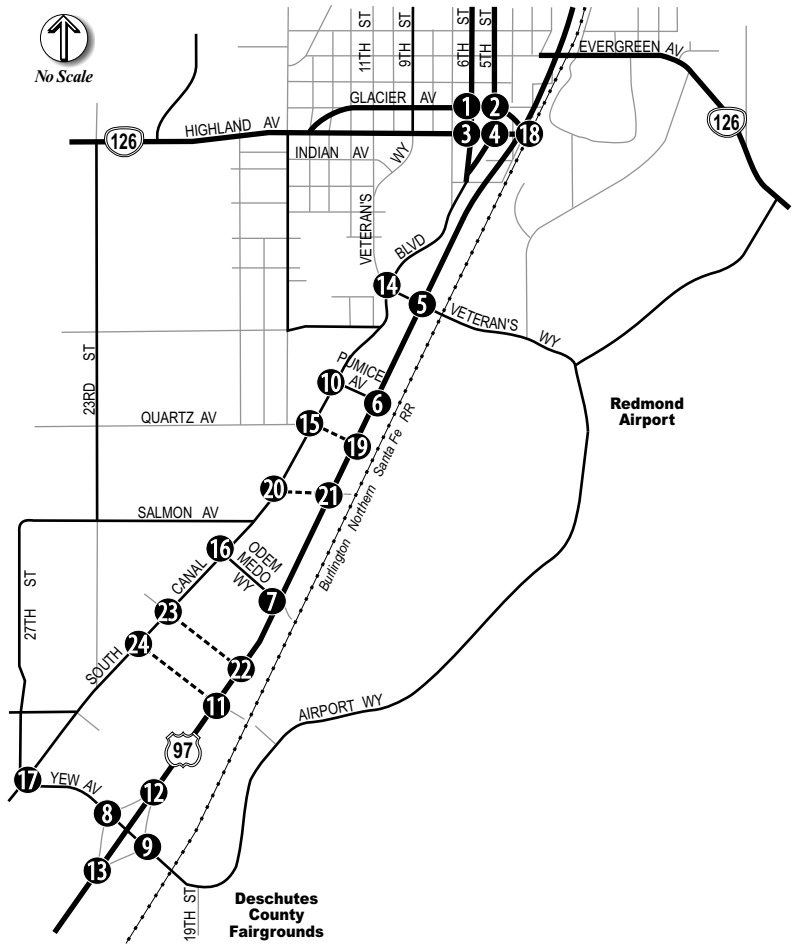 No Scale
11TH ST
9TH ST
6TH ST
5TH ST
EVERGREEN AV
GLACIER AV
1
2
126
HIGHLAND AV
3
4
18
126
INDIAN AV
VETERAN'S WY
BLVD
14
5
VETERAN'S WY
23RD ST
PUMICE
AV
10
6
Redmond
Airport
QUARTZ AV
15
19
Burlington Northern Santa Fe RR
20
21
SALMON AV
16
ODEM
MEDO
WY
7
27TH ST
SOUTH CANAL
23
24
22
11
AIRPORT WY
97
17
YEW AV
12
8
9
13
19TH ST
Deschutes
County
Fairgrounds